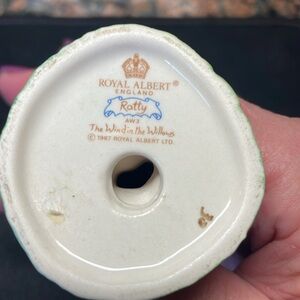 ROYAL ALBERT®
ENGLAND
Ratty
AW3
The Wind in the Willows
© 1987 ROYAL ALBERT LTD.